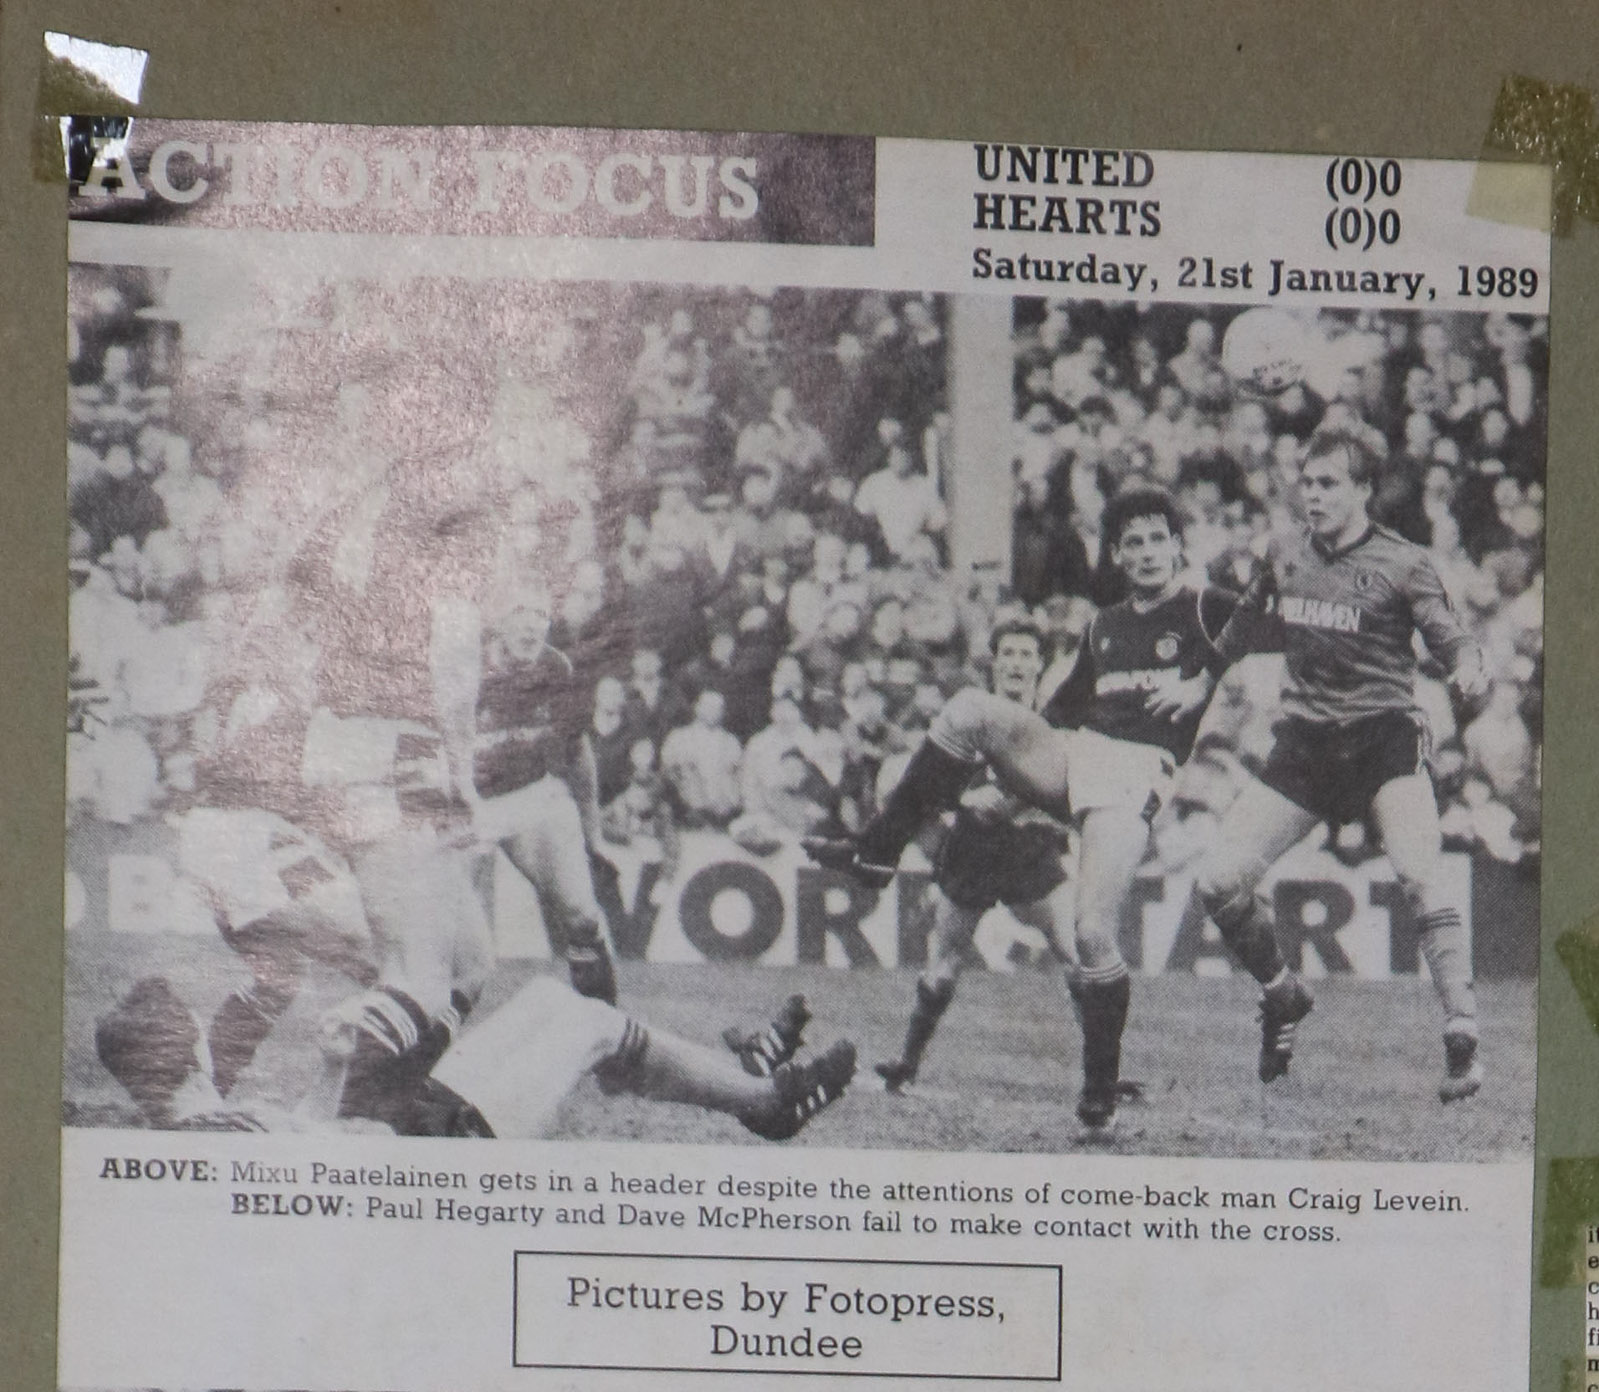 ACTION FOCUS
UNITED (0)0
HEARTS (0)0
Saturday, 21st January, 1989
ABOVE: Mixu Paatelainen gets in a header despite the attentions of come-back man Craig Levein.
BELOW: Paul Hegarty and Dave McPherson fail to make contact with the cross.
Pictures by Fotopress,
Dundee